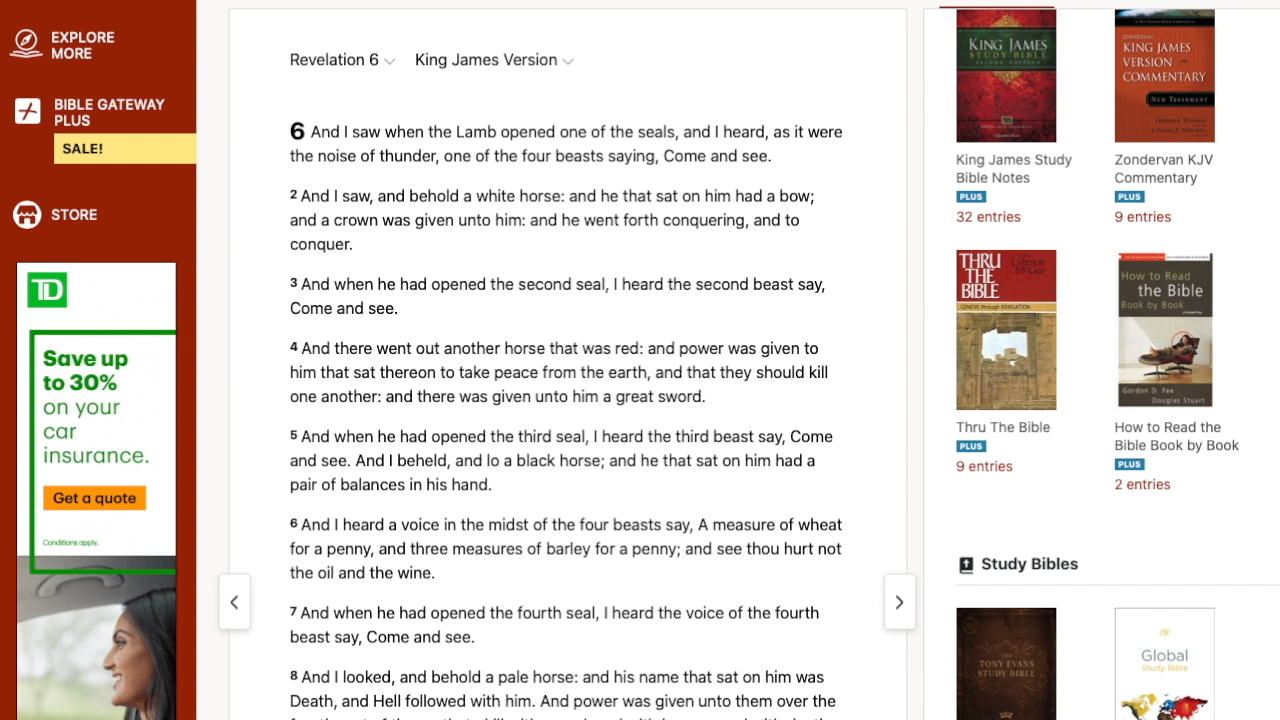 EXPLORE
MORE
BIBLE GATEWAY
PLUS
SALE!
STORE
TD
Save up
to 30%
on your
car
insurance.
Get a quote
Conditions apply.
Revelation 6
King James Version
6 And I saw when the Lamb opened one of the seals, and I heard, as it were
the noise of thunder, one of the four beasts saying, Come and see.
2 And I saw, and behold a white horse: and he that sat on him had a bow;
and a crown was given unto him: and he went forth conquering, and to
conquer.
3 And when he had opened the second seal, I heard the second beast say,
Come and see.
4 And there went out another horse that was red: and power was given to
him that sat thereon to take peace from the earth, and that they should kill
one another: and there was given unto him a great sword.
5 And when he had opened the third seal, I heard the third beast say, Come
and see. And I beheld, and lo a black horse; and he that sat on him had a
pair of balances in his hand.
6 And I heard a voice in the midst of the four beasts say, A measure of wheat
for a penny, and three measures of barley for a penny; and see thou hurt not
the oil and the wine.
7 And when he had opened the fourth seal, I heard the voice of the fourth
beast say, Come and see.
8 And I looked, and behold a pale horse: and his name that sat on him was
Death, and Hell followed with him. And power was given unto them over the
KING JAMES
STUDY BIBLE
SECOND EDITION
King James Study
Bible Notes
PLUS
32 entries
ZONDERVAN
KING JAMES
VERSION
COMMENTARY
NEW TESTAMENT
Zondervan KJV
Commentary
PLUS
9 entries
THRU
THE
BIBLE
J. Vernon
McGee
GENESIS through REVELATION
Thru The Bible
PLUS
9 entries
How to Read
the Bible
Book by Book
Gordon D. Fee
Douglas Stuart
How to Read the
Bible Book by Book
PLUS
2 entries
Study Bibles
THE
TONY EVANS
STUDY BIBLE
Global
Study Bible